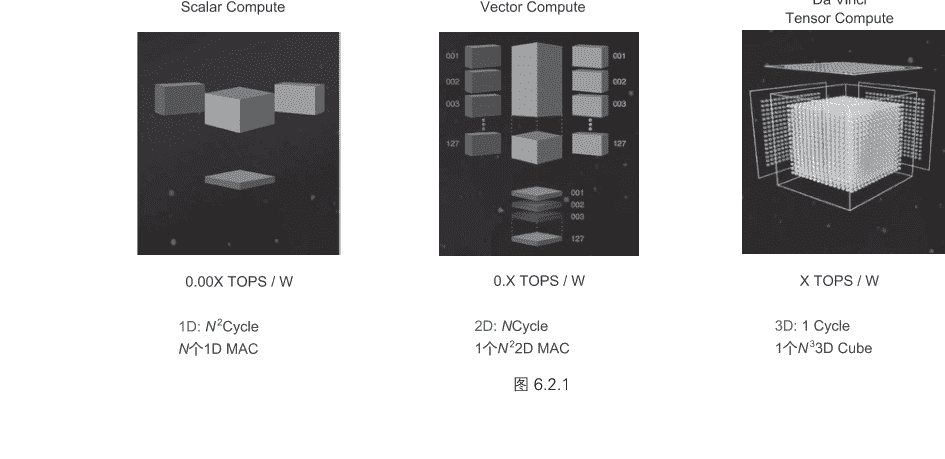 Scalar Compute
Vector Compute
Da Vinci
Tensor Compute
001
002
003
127
001
002
003
127
001
002
003
127
0.00X TOPS / W
0.X TOPS / W
X TOPS / W
1D: N²Cycle
N个1D MAC
2D: NCycle
1个N²2D MAC
3D: 1 Cycle
1个N³3D Cube
图 6.2.1